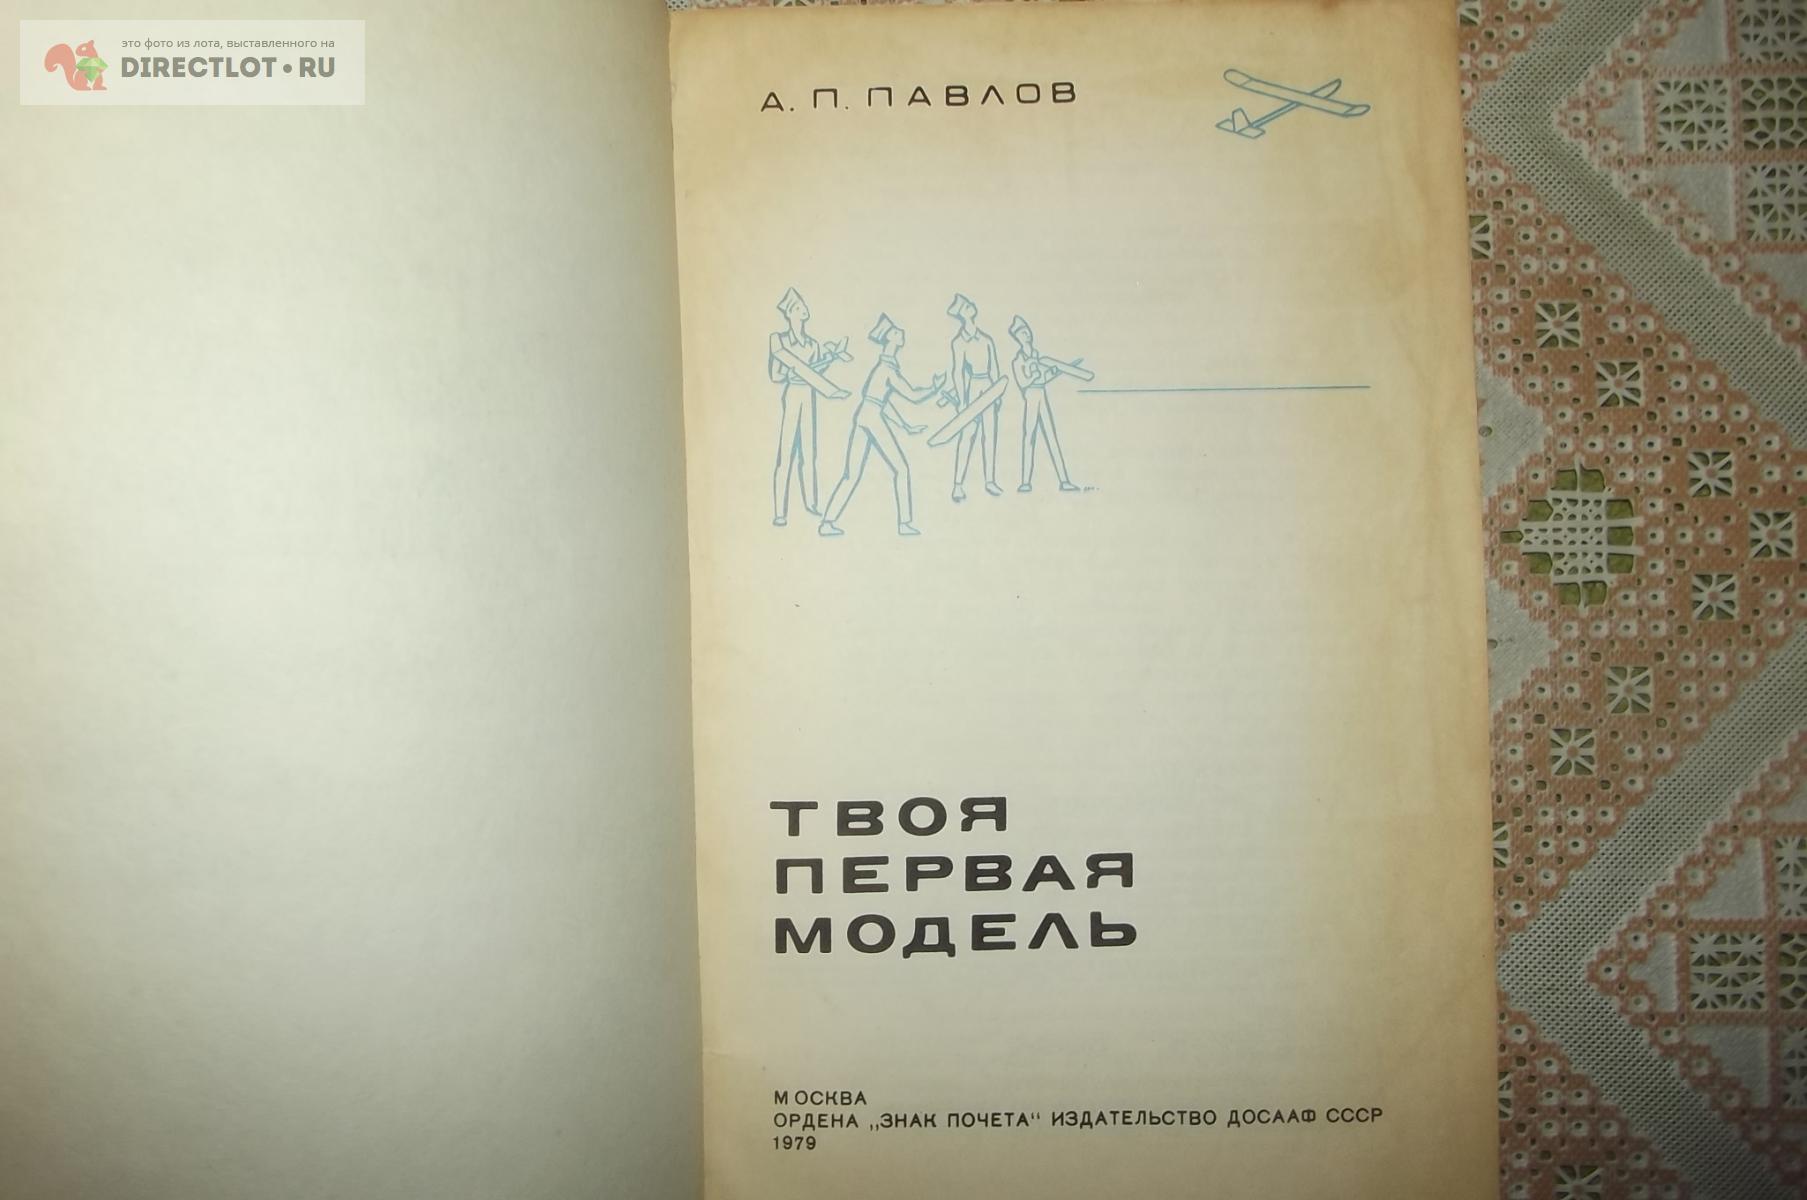 это фото из лота, выставленного на
DIRECTLOT•RU
А. П. ПАВЛОВ
ТВОЯ
ПЕРВАЯ
МОДЕЛЬ
МОСКВА
ОРДЕНА „ЗНАК ПОЧЕТА“ ИЗДАТЕЛЬСТВО ДОСААФ СССР
1979